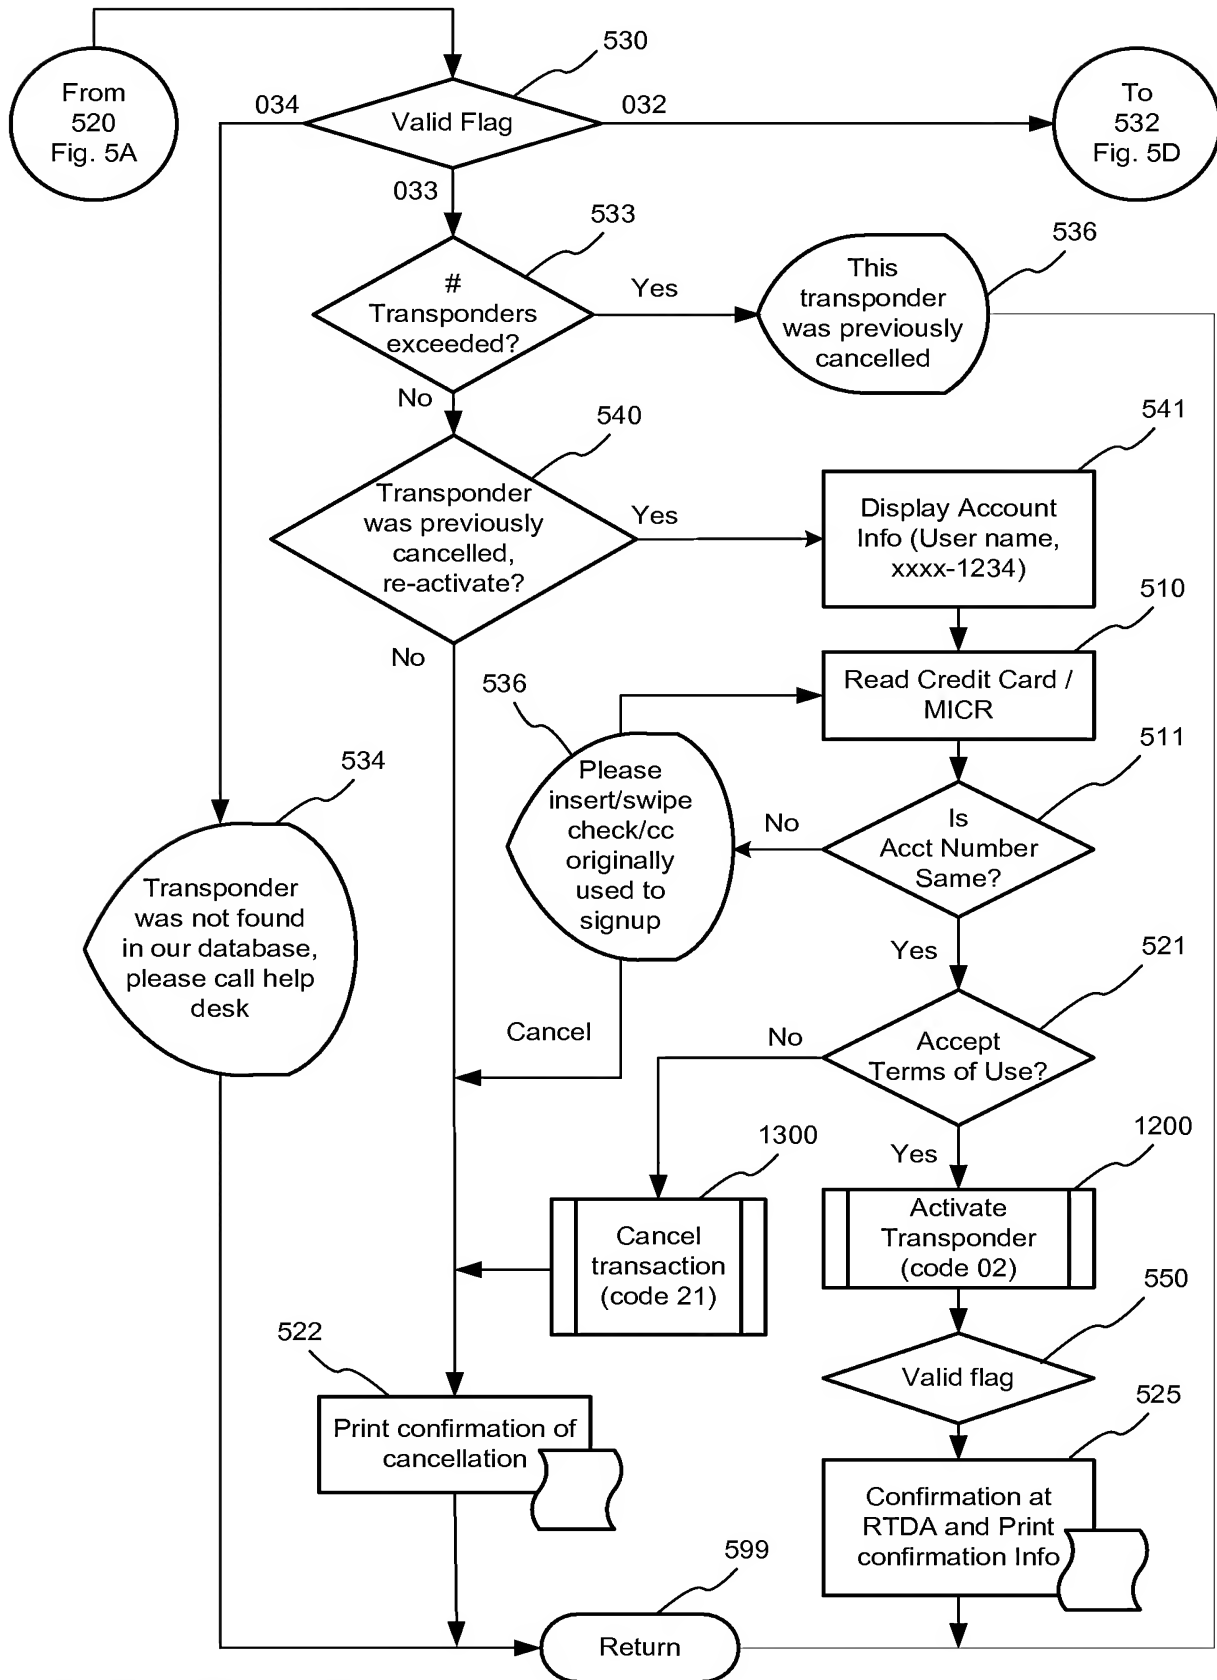 530
From
520
Fig. 5A
034
Valid Flag
032
To
532
Fig. 5D
033
533
#
Transponders
exceeded?
Yes
536
This
transponder
was previously
cancelled
No
540
Transponder
was previously
cancelled,
re-activate?
Yes
541
Display Account
Info (User name,
xxxx-1234)
510
No
Read Credit Card /
MICR
536
Please
insert/swipe
check/cc
originally
used to
signup
511
No
Is
Acct Number
Same?
534
Transponder
was not found
in our database,
please call help
desk
Yes
521
Cancel
No
Accept
Terms of Use?
1300
Yes
1200
Cancel
transaction
(code 21)
Activate
Transponder
(code 02)
550
522
Valid flag
525
Print confirmation of
cancellation
Confirmation at
RTDA and Print
confirmation Info
599
Return